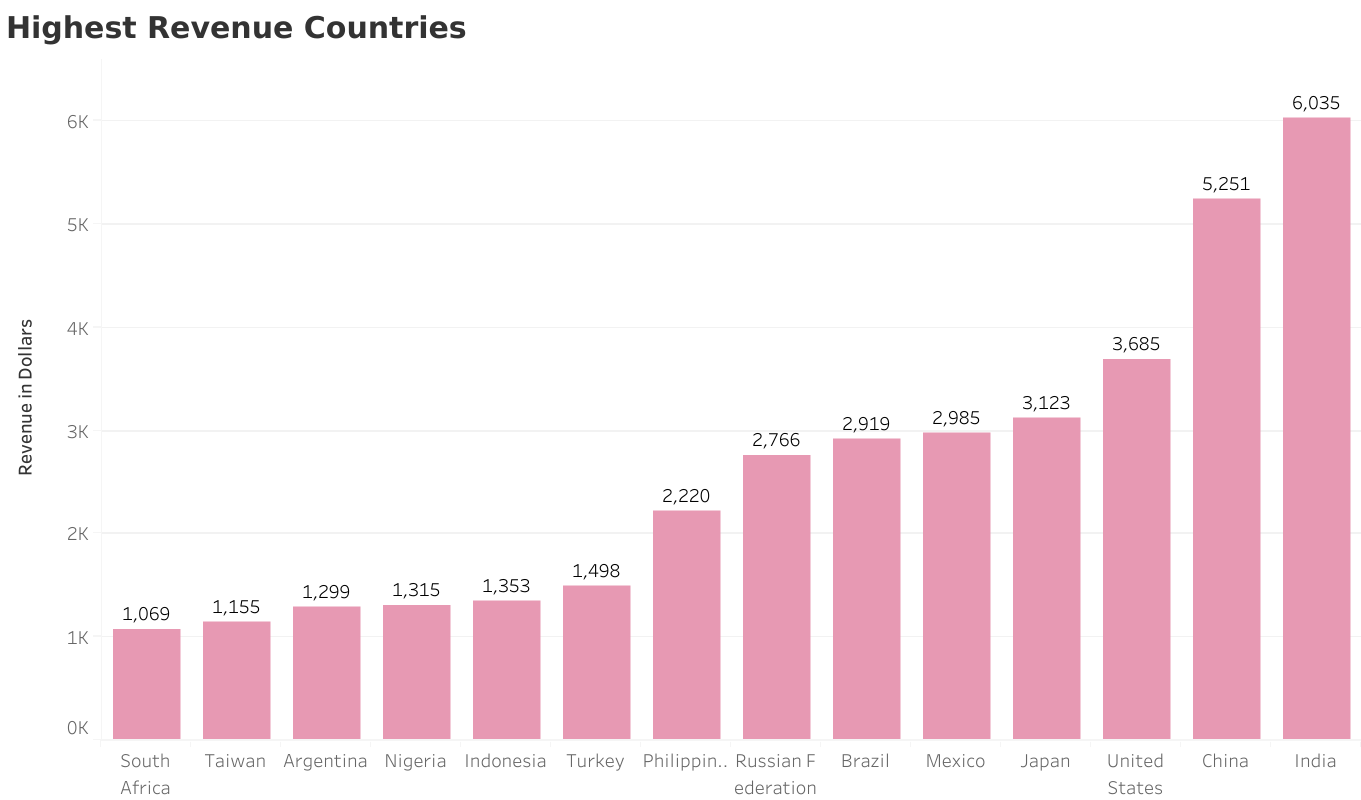 Highest Revenue Countries
Revenue in Dollars
6K
5K
4K
3K
2K
1K
0K
1,069
1,155
1,299
1,315
1,353
1,498
2,220
2,766
2,919
2,985
3,123
3,685
5,251
6,035
South
Africa
Taiwan
Argentina
Nigeria
Indonesia
Turkey
Philippin..
Russian F
ederation
Brazil
Mexico
Japan
United
States
China
India